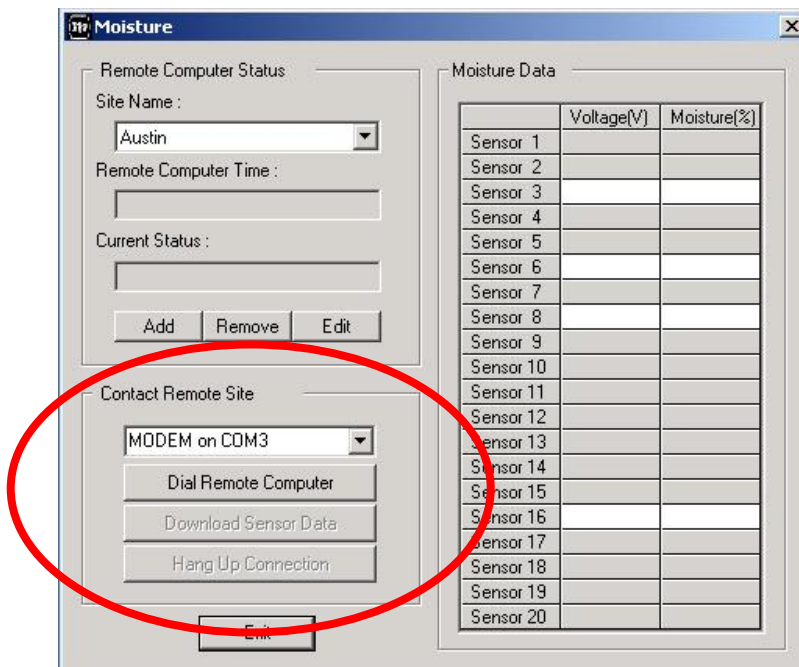 Moisture
Remote Computer Status
Site Name :
Austin
Remote Computer Time :
Current Status :
Add Remove Edit
Contact Remote Site
MODEM on COM3
Dial Remote Computer
Download Sensor Data
Hang Up Connection
Exit
Moisture Data
Voltage(V) Moisture(%)
Sensor 1
Sensor 2
Sensor 3
Sensor 4
Sensor 5
Sensor 6
Sensor 7
Sensor 8
Sensor 9
Sensor 10
Sensor 11
Sensor 12
Sensor 13
Sensor 14
Sensor 15
Sensor 16
Sensor 17
Sensor 18
Sensor 19
Sensor 20